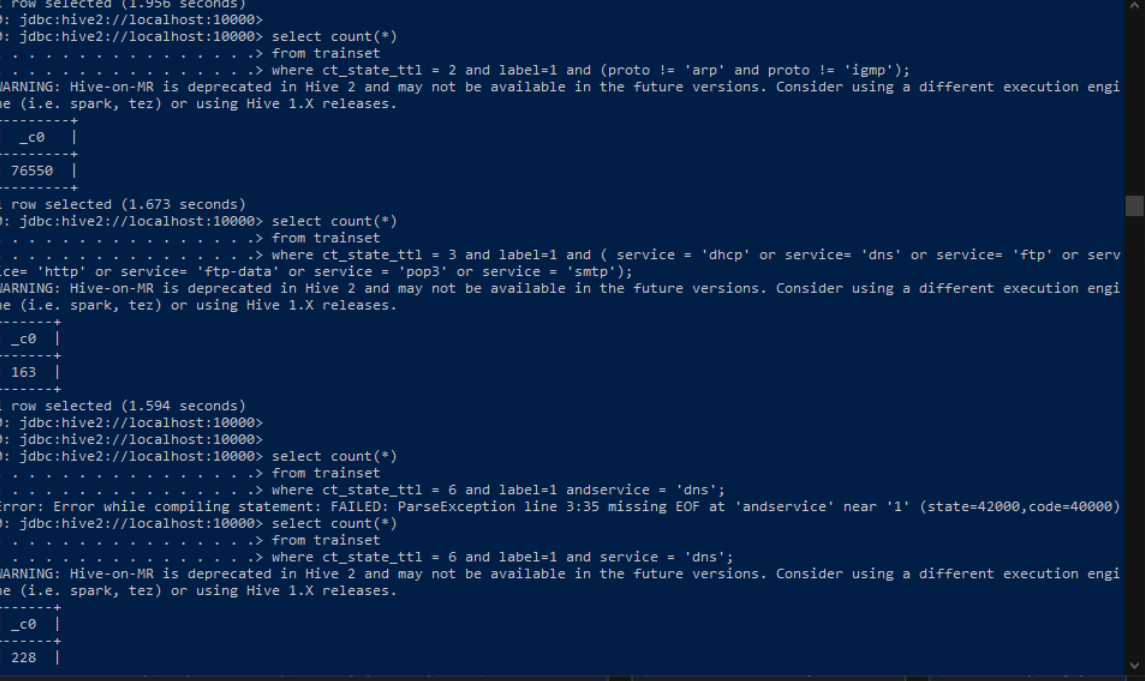 row selected (1.956 seconds)
: jdbc:hive2://localhost:10000>
: jdbc:hive2://localhost:10000> select count(*)
. . . . . . . . . . . . . . . .> from trainset
. . . . . . . . . . . . . . . .> where ct_state_ttl = 2 and label=1 and (proto != 'arp' and proto != 'igmp');
WARNING: Hive-on-MR is deprecated in Hive 2 and may not be available in the future versions. Consider using a different execution engi
ne (i.e. spark, tez) or using Hive 1.X releases.
---------+
_c0 |
---------+
76550 |
---------+
1 row selected (1.673 seconds)
0: jdbc:hive2://localhost:10000> select count(*)
. . . . . . . . . . . . . . . .> from trainset
. . . . . . . . . . . . . . . .> where ct_state_ttl = 3 and label=1 and ( service = 'dhcp' or service= 'dns' or service= 'ftp' or serv
ice= 'http' or service= 'ftp-data' or service = 'pop3' or service = 'smtp');
WARNING: Hive-on-MR is deprecated in Hive 2 and may not be available in the future versions. Consider using a different execution engi
ne (i.e. spark, tez) or using Hive 1.X releases.
-------+
_c0 |
-------+
163 |
-------+
1 row selected (1.594 seconds)
0: jdbc:hive2://localhost:10000>
0: jdbc:hive2://localhost:10000>
0: jdbc:hive2://localhost:10000> select count(*)
. . . . . . . . . . . . . . . .> from trainset
. . . . . . . . . . . . . . . .> where ct_state_ttl = 6 and label=1 andservice = 'dns';
Error: Error while compiling statement: FAILED: ParseException line 3:35 missing EOF at 'andservice' near '1' (state=42000,code=40000)
0: jdbc:hive2://localhost:10000> select count(*)
. . . . . . . . . . . . . . . .> from trainset
. . . . . . . . . . . . . . . .> where ct_state_ttl = 6 and label=1 and service = 'dns';
WARNING: Hive-on-MR is deprecated in Hive 2 and may not be available in the future versions. Consider using a different execution engi
ne (i.e. spark, tez) or using Hive 1.X releases.
-------+
_c0 |
-------+
228 |